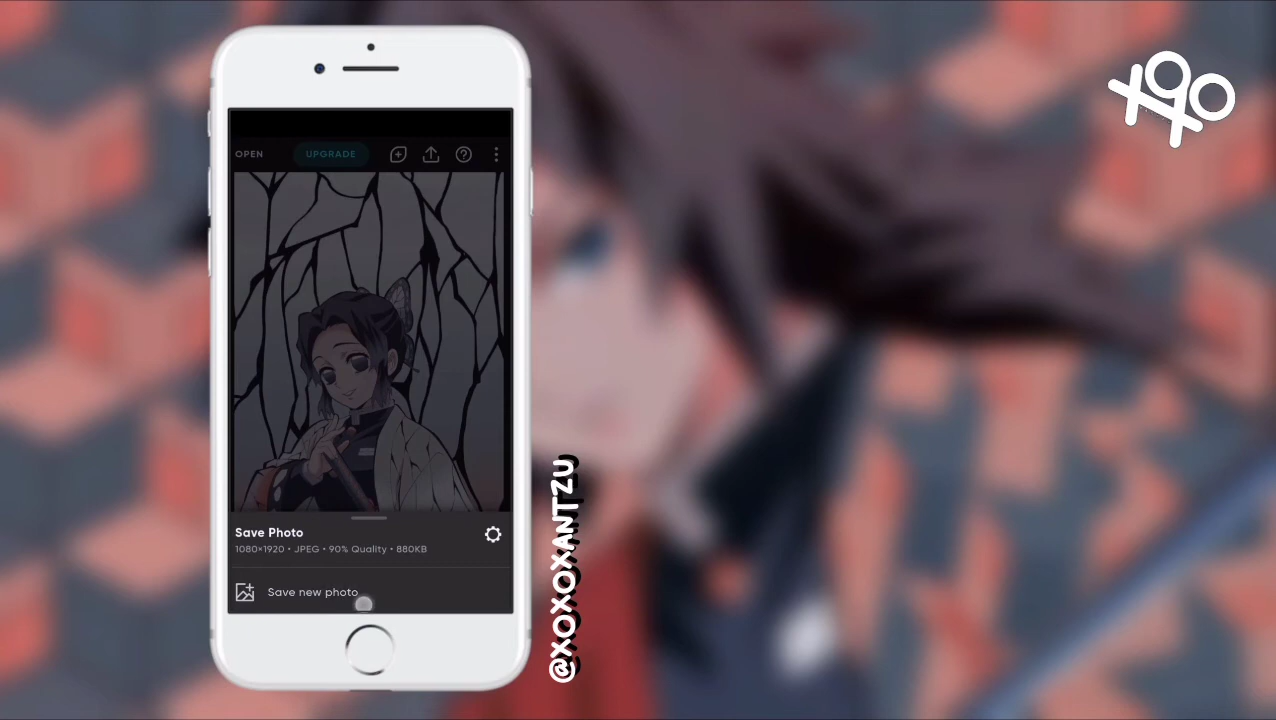 OPEN
UPGRADE
Save Photo
1080×1920 • JPEG • 90% Quality • 880KB
Save new photo
@XOXOXANTZU